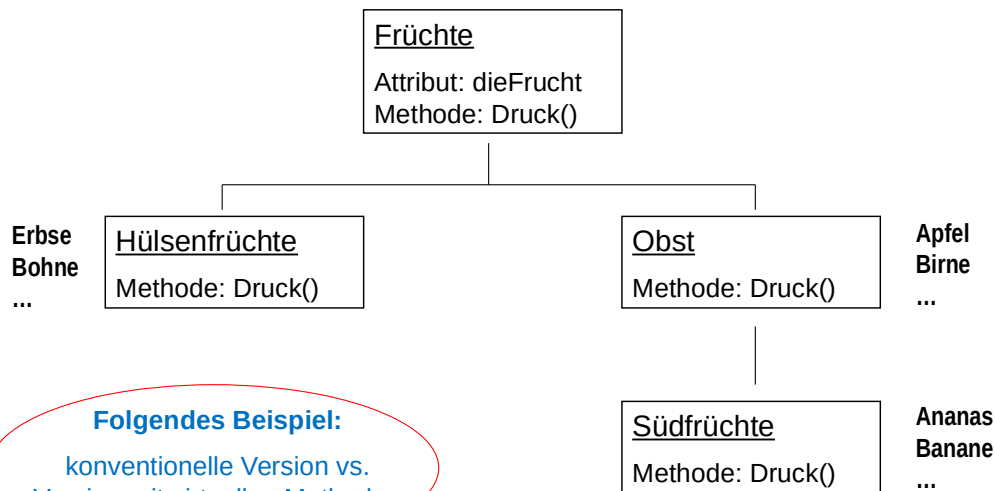 Früchte
Attribut: dieFrucht
Methode: Druck()
Erbse
Bohne
...
Hülsenfrüchte
Methode: Druck()
Obst
Methode: Druck()
Apfel
Birne
...
Folgendes Beispiel:
konventionelle Version vs.
Südfrüchte
Methode: Druck()
Ananas
Banane
...